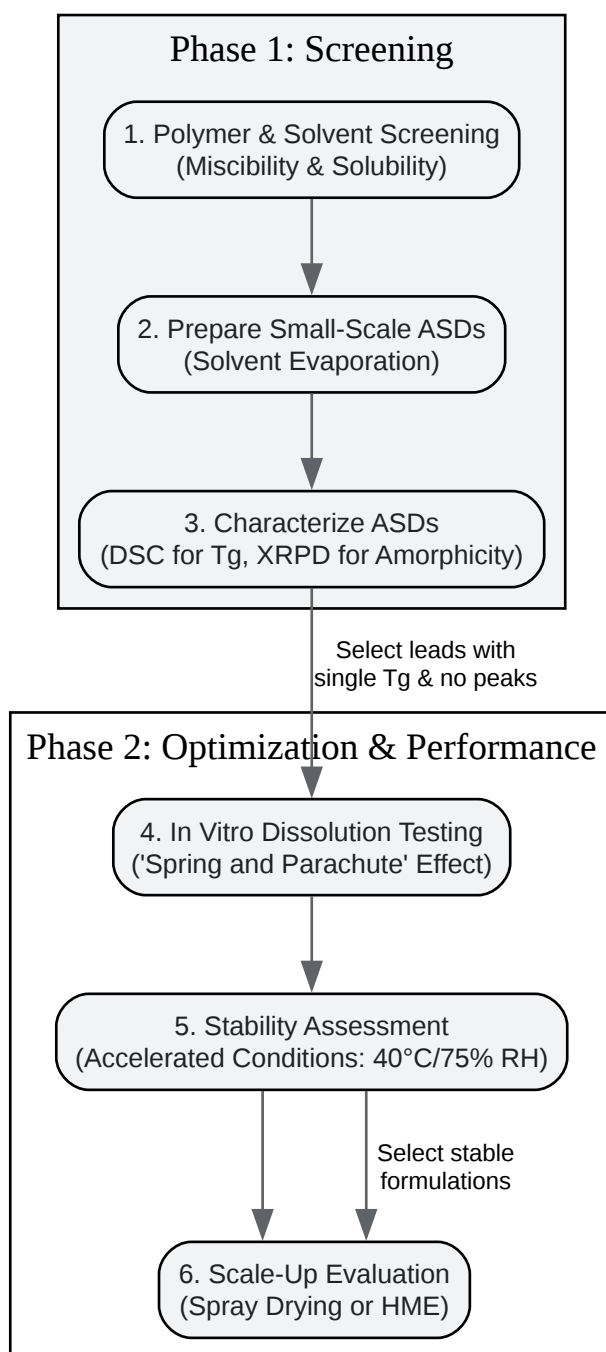 Phase 1: Screening
1. Polymer & Solvent Screening
(Miscibility & Solubility)
2. Prepare Small-Scale ASDs
(Solvent Evaporation)
3. Characterize ASDs
(DSC for Tg, XRPD for Amorphicity)
Select leads with
single Tg & no peaks
Phase 2: Optimization & Performance
4. In Vitro Dissolution Testing
('Spring and Parachute' Effect)
5. Stability Assessment
(Accelerated Conditions: 40°C/75% RH)
Select stable
formulations
6. Scale-Up Evaluation
(Spray Drying or HME)